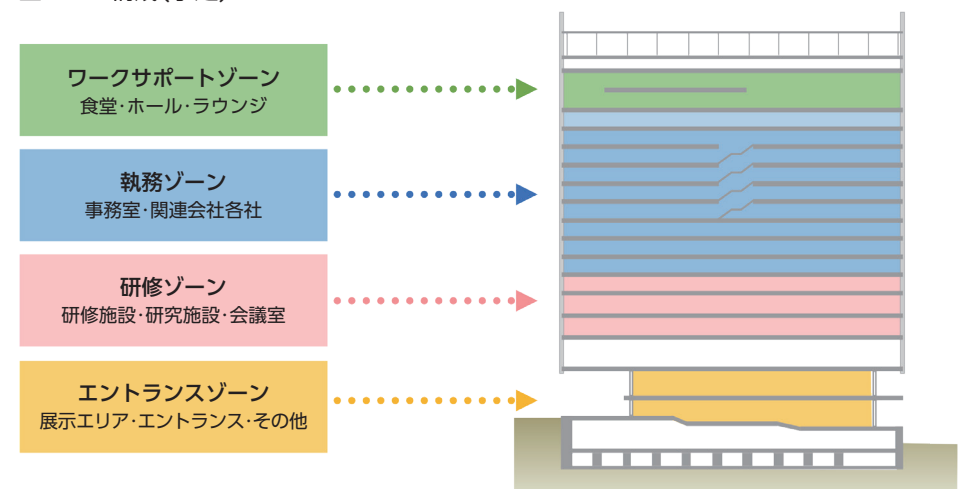 ワークサポートゾーン
食堂・ホール・ラウンジ
執務ゾーン
事務室・関連会社各社
研修ゾーン
研修施設・研究施設・会議室
エントランスゾーン
展示エリア・エントランス・その他